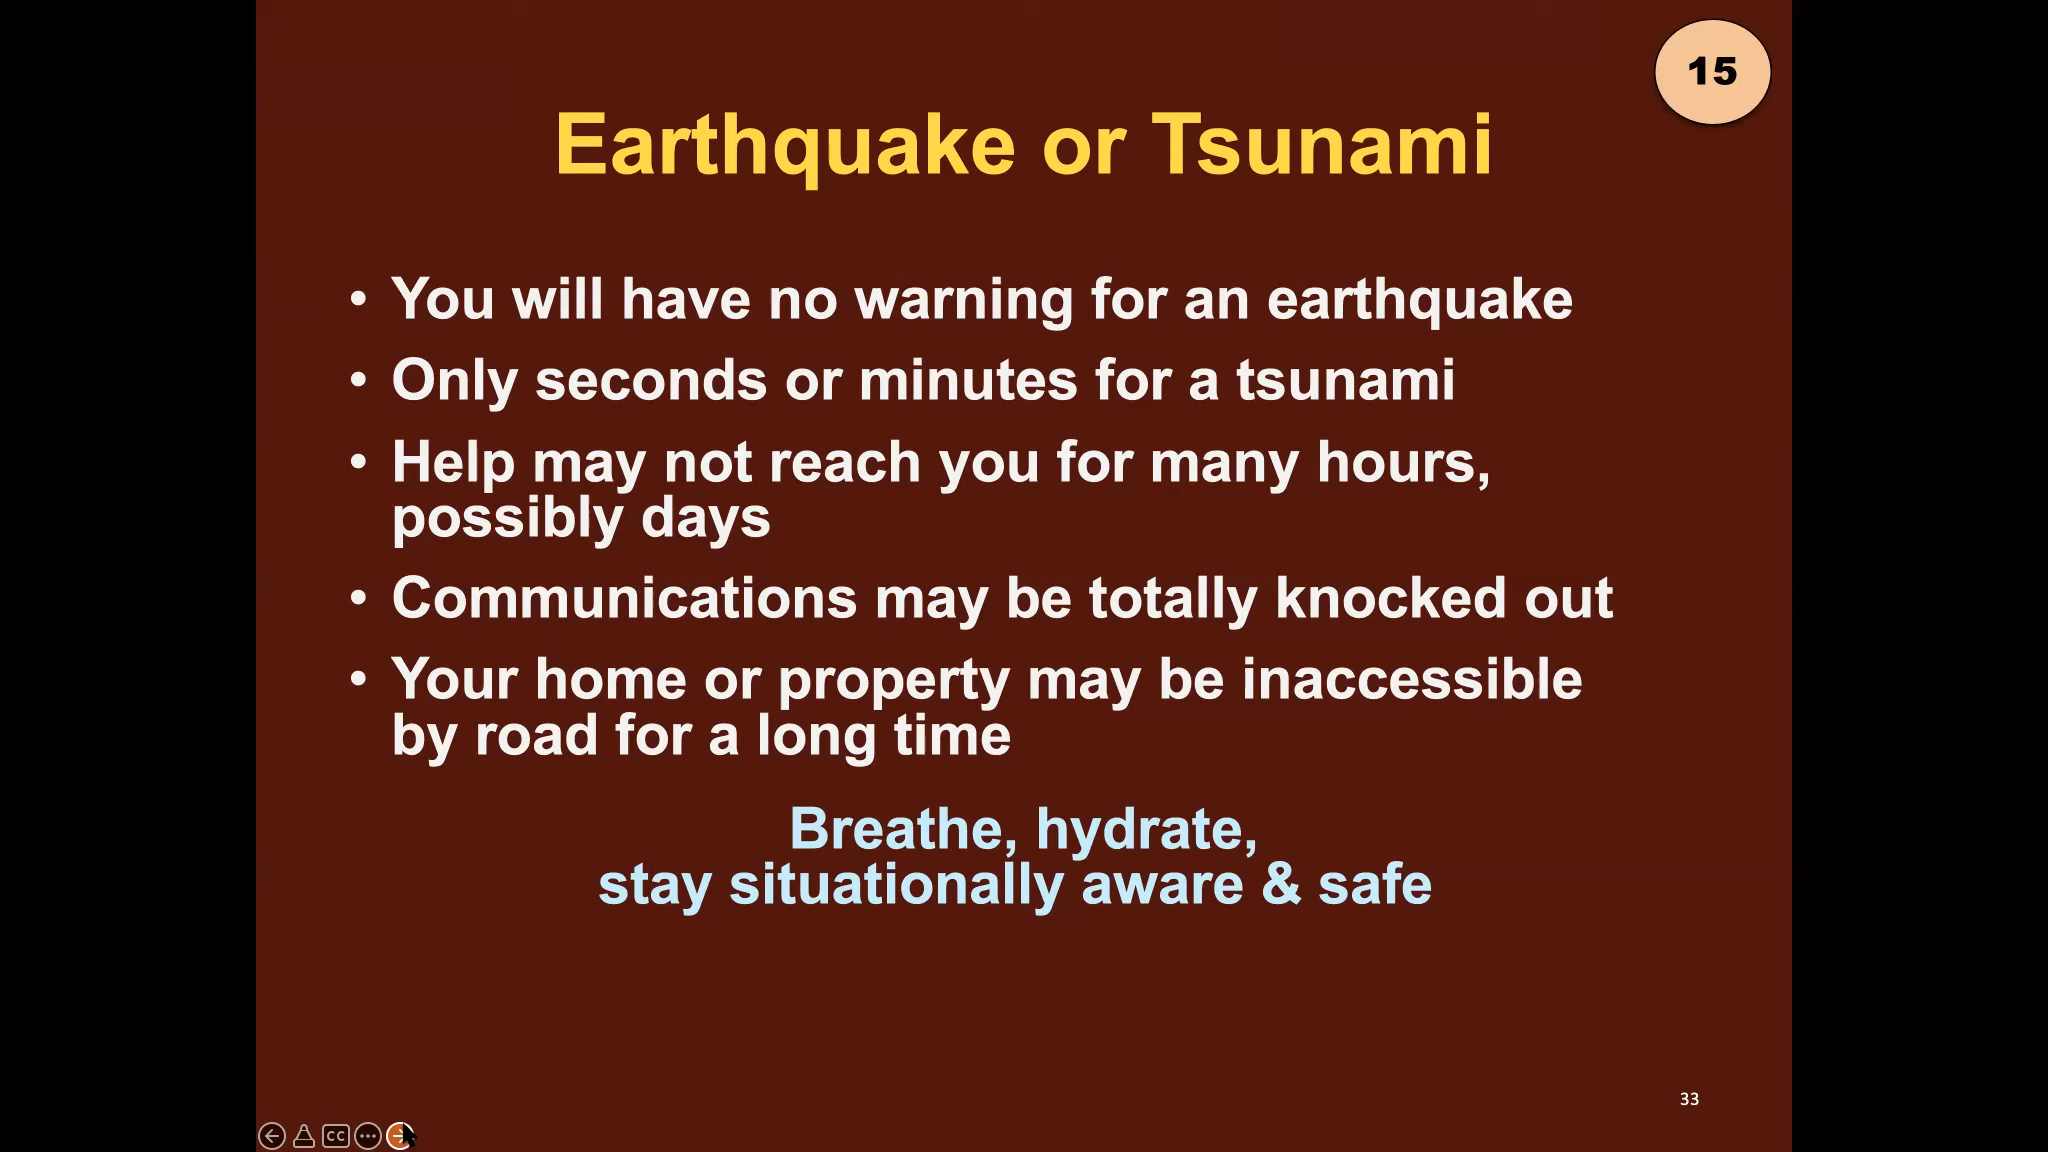 15
Earthquake or Tsunami
• You will have no warning for an earthquake
• Only seconds or minutes for a tsunami
• Help may not reach you for many hours,
possibly days
• Communications may be totally knocked out
• Your home or property may be inaccessible
by road for a long time
Breathe, hydrate,
stay situationally aware & safe
33
CC